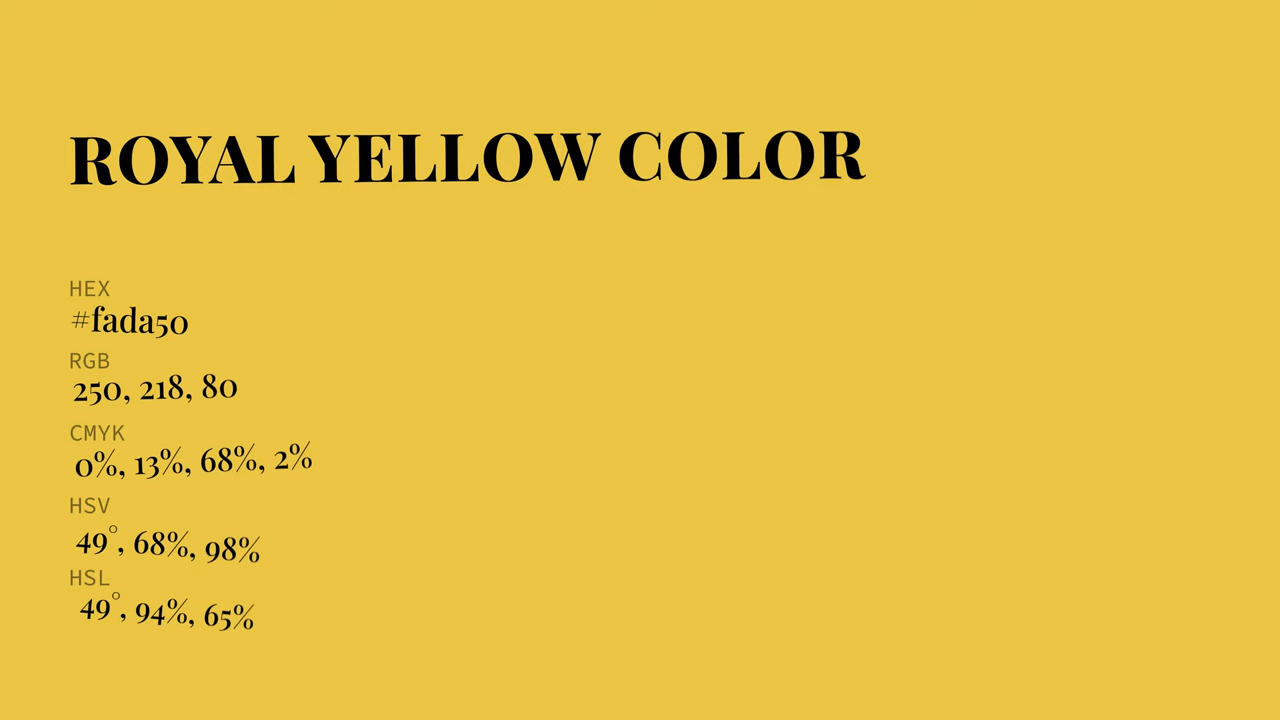 ROYAL YELLOW COLOR
HEX
#fada50
RGB
250, 218, 80
CMYK
0%, 13%, 68%, 2%
HSV
49°, 68%, 98%
HSL
49°, 94%, 65%